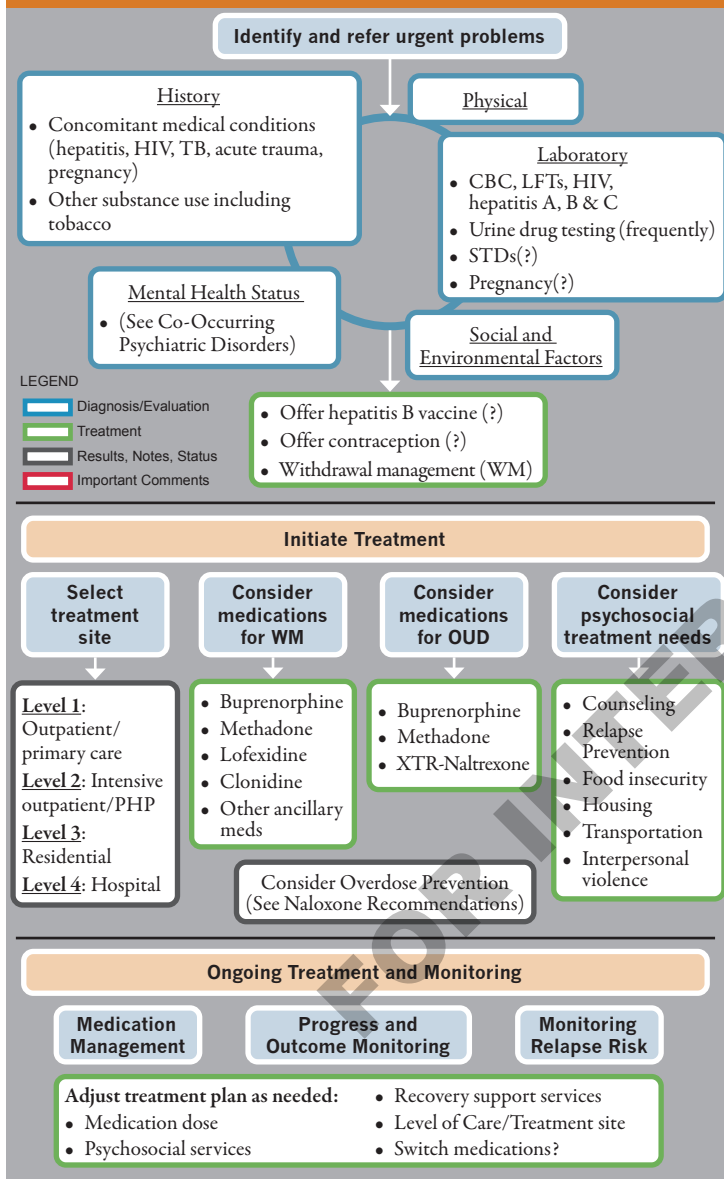 Identify and refer urgent problems
History
• Concomitant medical conditions
(hepatitis, HIV, TB, acute trauma,
pregnancy)
• Other substance use including
tobacco
Physical
Laboratory
• CBC, LFTs, HIV,
hepatitis A, B & C
• Urine drug testing (frequently)
• STDs(?)
• Pregnancy(?)
Mental Health Status
• (See Co-Occurring
Psychiatric Disorders)
Social and
Environmental Factors
LEGEND
Diagnosis/Evaluation
Treatment
Results, Notes, Status
Important Comments
• Offer hepatitis B vaccine (?)
• Offer contraception (?)
• Withdrawal management (WM)
Initiate Treatment
Select
treatment
site
Level 1:
Outpatient/
primary care
Level 2: Intensive
outpatient/PHP
Level 3:
Residential
Level 4: Hospital
Consider
medications
for WM
• Buprenorphine
• Methadone
• Lofexidine
• Clonidine
• Other ancillary
meds
Consider
medications
for OUD
• Buprenorphine
• Methadone
• XTR-Naltrexone
Consider
psychosocial
treatment needs
• Counseling
• Relapse
Prevention
• Food insecurity
• Housing
• Transportation
• Interpersonal
violence
Consider Overdose Prevention
(See Naloxone Recommendations)
Ongoing Treatment and Monitoring
Medication
Management
Progress and
Outcome Monitoring
Monitoring
Relapse Risk
Adjust treatment plan as needed:
• Medication dose
• Psychosocial services
• Recovery support services
• Level of Care/Treatment site
• Switch medications?
FOR INTER